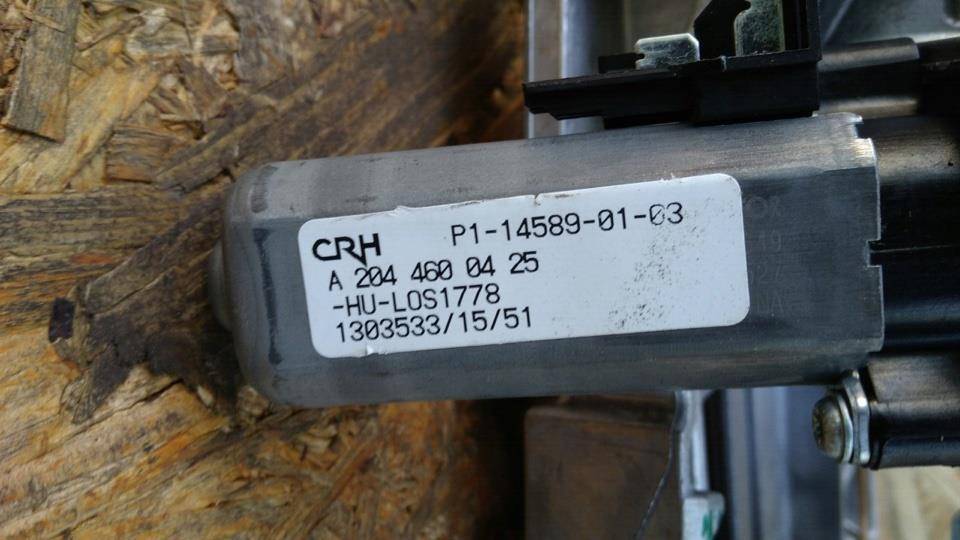 CRH P1-14589-01-03
A 204 460 04 25
-HU-LOS1778
1303533/15/51